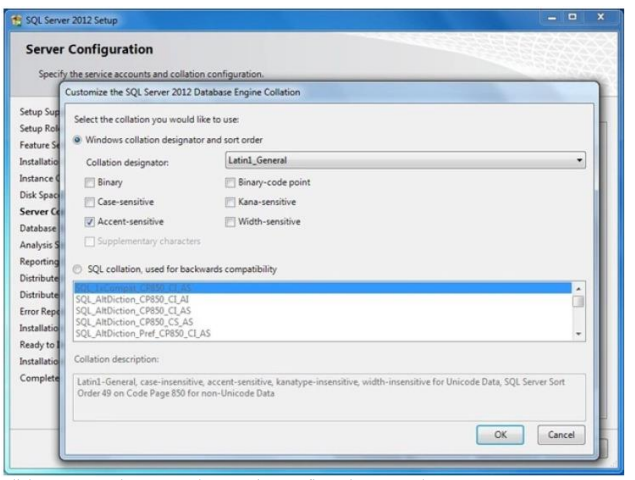 SQL Server 2012 Setup
Server Configuration
Specify the service accounts and collation configuration.
Customize the SQL Server 2012 Database Engine Collation
Setup Sup
Setup Rol
Feature Se
Installatio
Instance C
Disk Spac
Server Co
Database
Analysis S
Reporting
Distribute
Distribute
Error Repo
Installatio
Ready to I
Installatio
Complete
Select the collation you would like to use:
Windows collation designator and sort order
Collation designator:
Latin1_General
Binary
Binary-code point
Case-sensitive
Kana-sensitive
Accent-sensitive
Width-sensitive
Supplementary characters
SQL collation, used for backwards compatibility
SQL_1xCompat_CP850_CI_AS
SQL_AltDiction_CP850_CI_AI
SQL_AltDiction_CP850_CI_AS
SQL_AltDiction_CP850_CS_AS
SQL_AltDiction_Pref_CP850_CI_AS
Collation description:
Latin1-General, case-insensitive, accent-sensitive, kanatype-insensitive, width-insensitive for Unicode Data, SQL Server Sort
Order 49 on Code Page 850 for non-Unicode Data
OK
Cancel